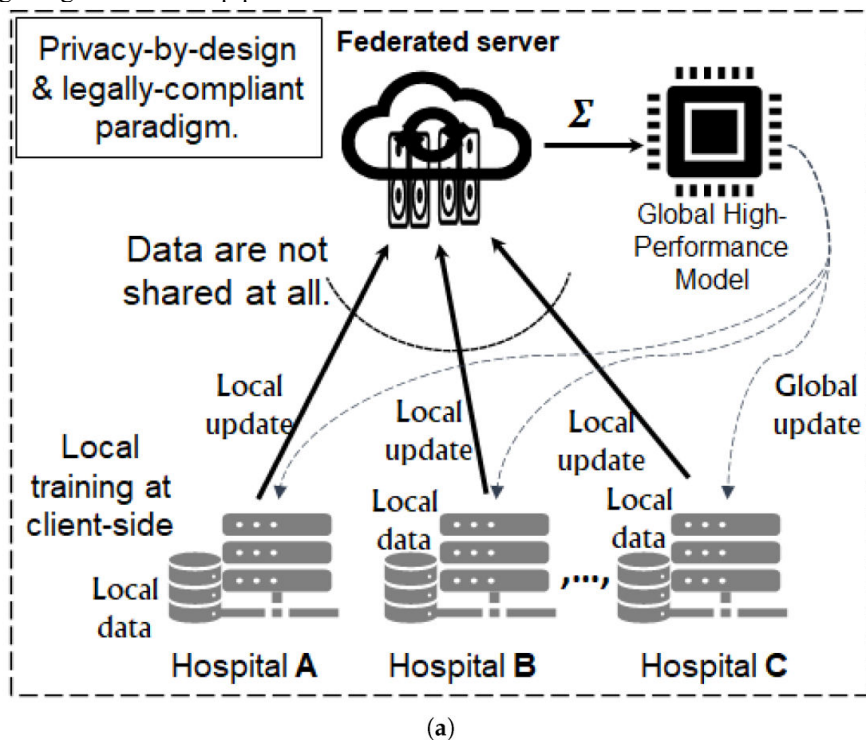 Privacy-by-design
& legally-compliant
paradigm.
Federated server
Σ
Global High-
Performance
Model
Data are not
shared at all.
Local
update
Local
update
Local
update
Global
update
Local
training at
client-side
Local
data
Local
data
Local
data
,...,
Hospital A
Hospital B
Hospital C
(a)